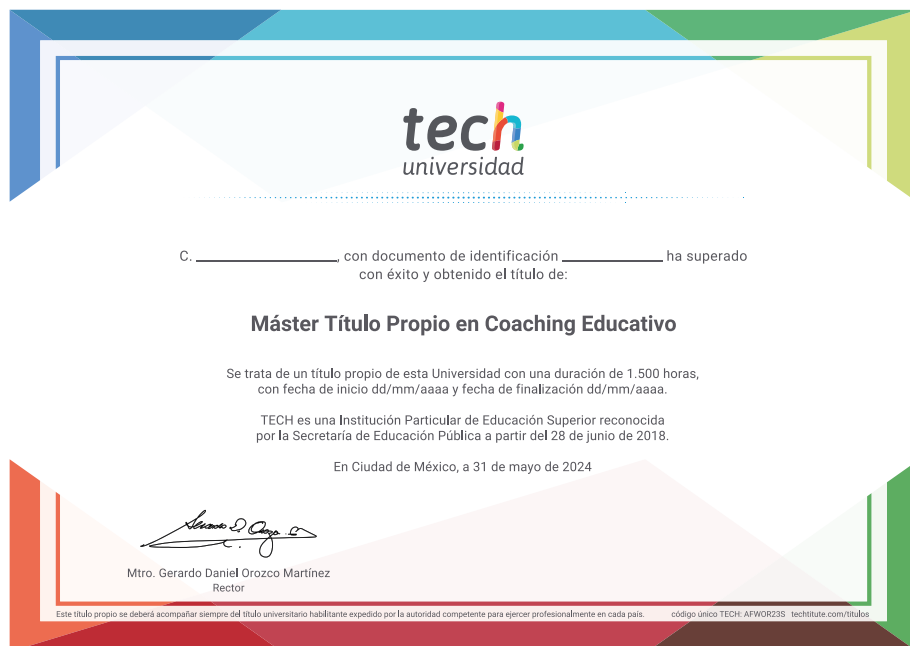 tech
universidad
C. ________________, con documento de identificación ____________ ha superado
con éxito y obtenido el título de:
Máster Título Propio en Coaching Educativo
Se trata de un título propio de esta Universidad con una duración de 1.500 horas,
con fecha de inicio dd/mm/aaaa y fecha de finalización dd/mm/aaaa.
TECH es una Institución Particular de Educación Superior reconocida
por la Secretaría de Educación Pública a partir del 28 de junio de 2018.
En Ciudad de México, a 31 de mayo de 2024
Mtro. Gerardo Daniel Orozco Martínez
Rector
Este título propio se deberá acompañar siempre del título universitario habilitante expedido por la autoridad competente para ejercer profesionalmente en cada país. código único TECH: AFWOR23S techtitute.com/titulos